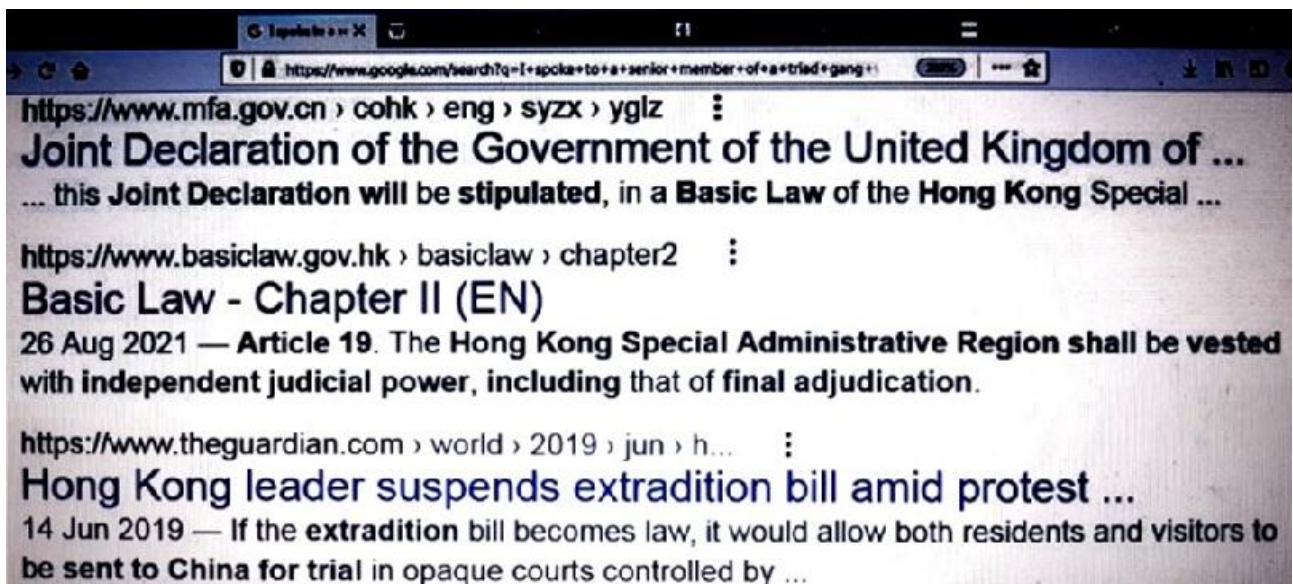 https://www.google.com/search?q=I+spoke+to+a+senior+member+of+a+triad+gang+
https://www.mfa.gov.cn › cohk › eng › syzx › yglz
Joint Declaration of the Government of the United Kingdom of ...
... this Joint Declaration will be stipulated, in a Basic Law of the Hong Kong Special ...
https://www.basiclaw.gov.hk › basiclaw › chapter2
Basic Law - Chapter II (EN)
26 Aug 2021 — Article 19. The Hong Kong Special Administrative Region shall be vested
with independent judicial power, including that of final adjudication.
https://www.theguardian.com › world › 2019 › jun › h...
Hong Kong leader suspends extradition bill amid protest ...
14 Jun 2019 — If the extradition bill becomes law, it would allow both residents and visitors to
be sent to China for trial in opaque courts controlled by ...